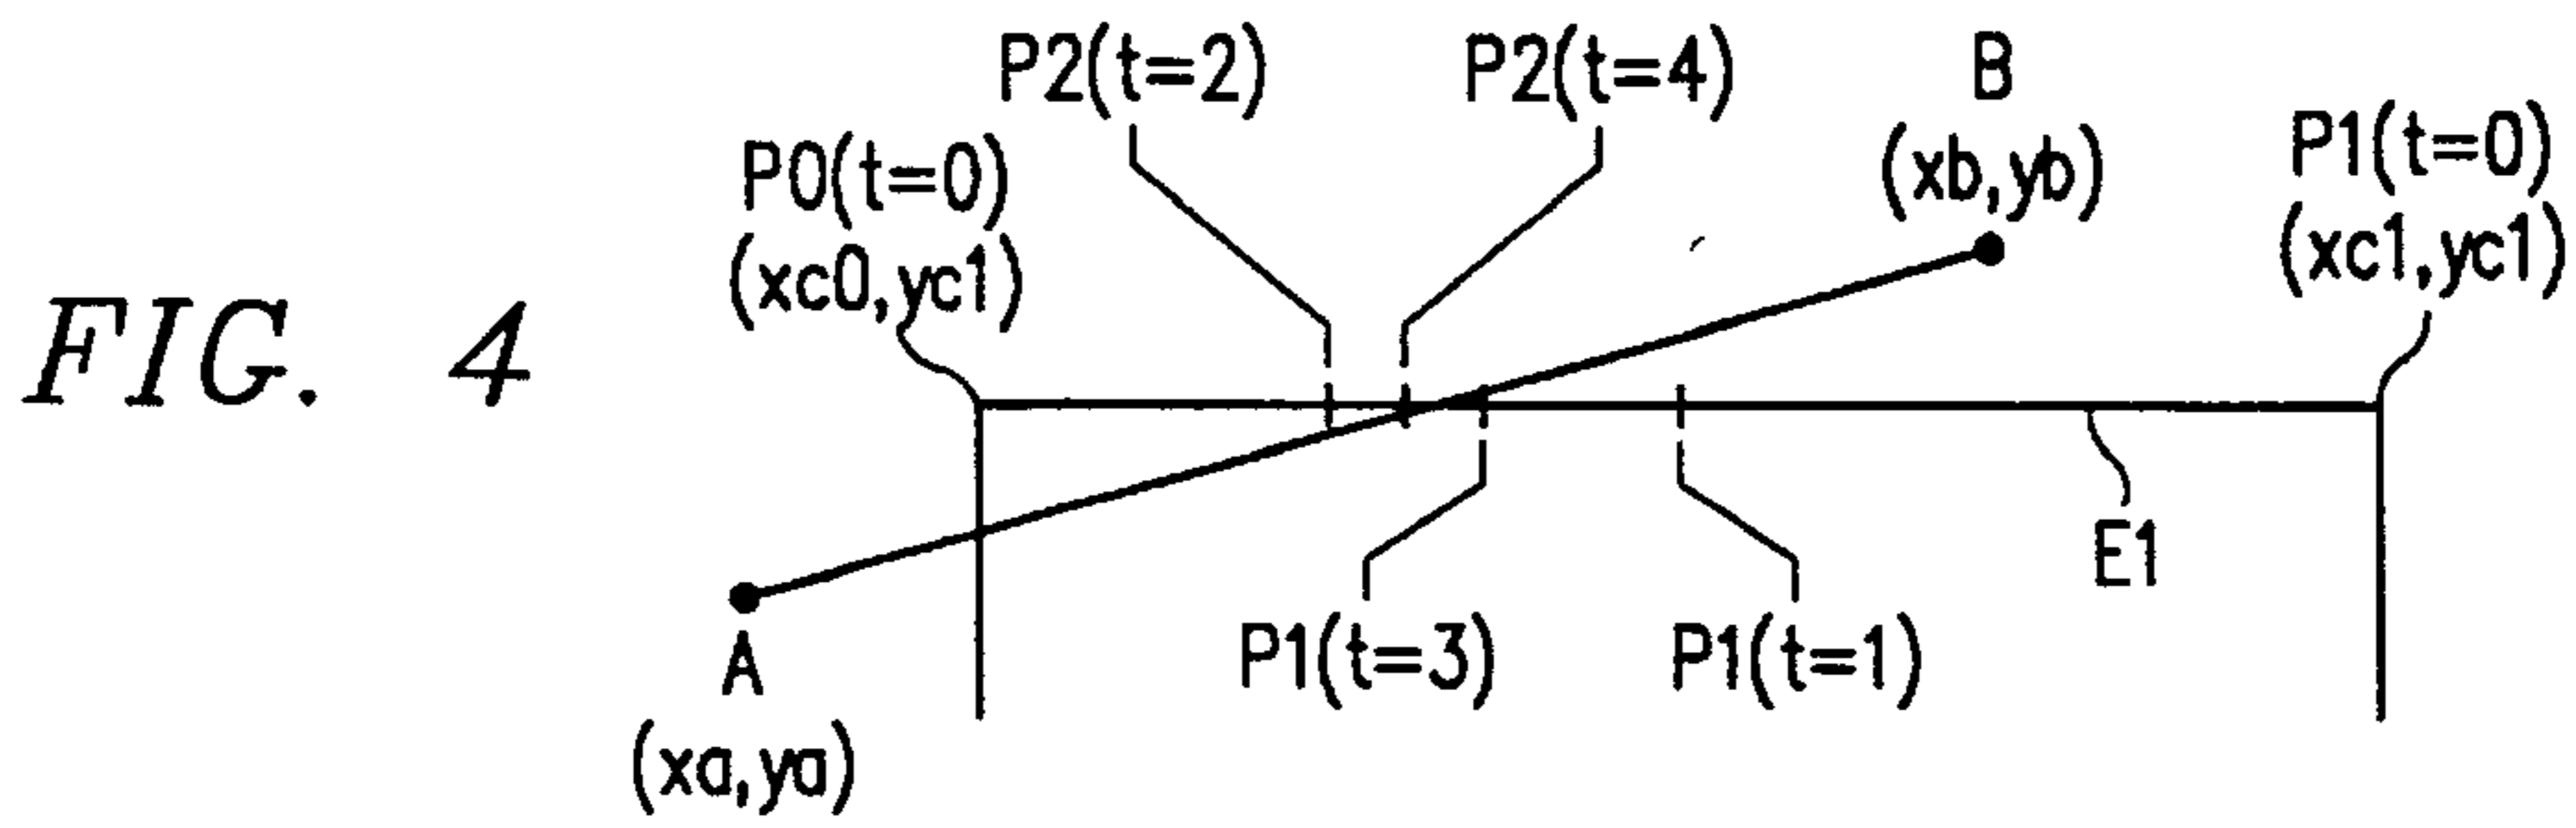 FIG. 4
P0(t=0)
(xc0,yc1)
P2(t=2)
P2(t=4)
B
(xb,yb)
P1(t=0)
(xc1,yc1)
A
(xa,ya)
P1(t=3)
P1(t=1)
E1